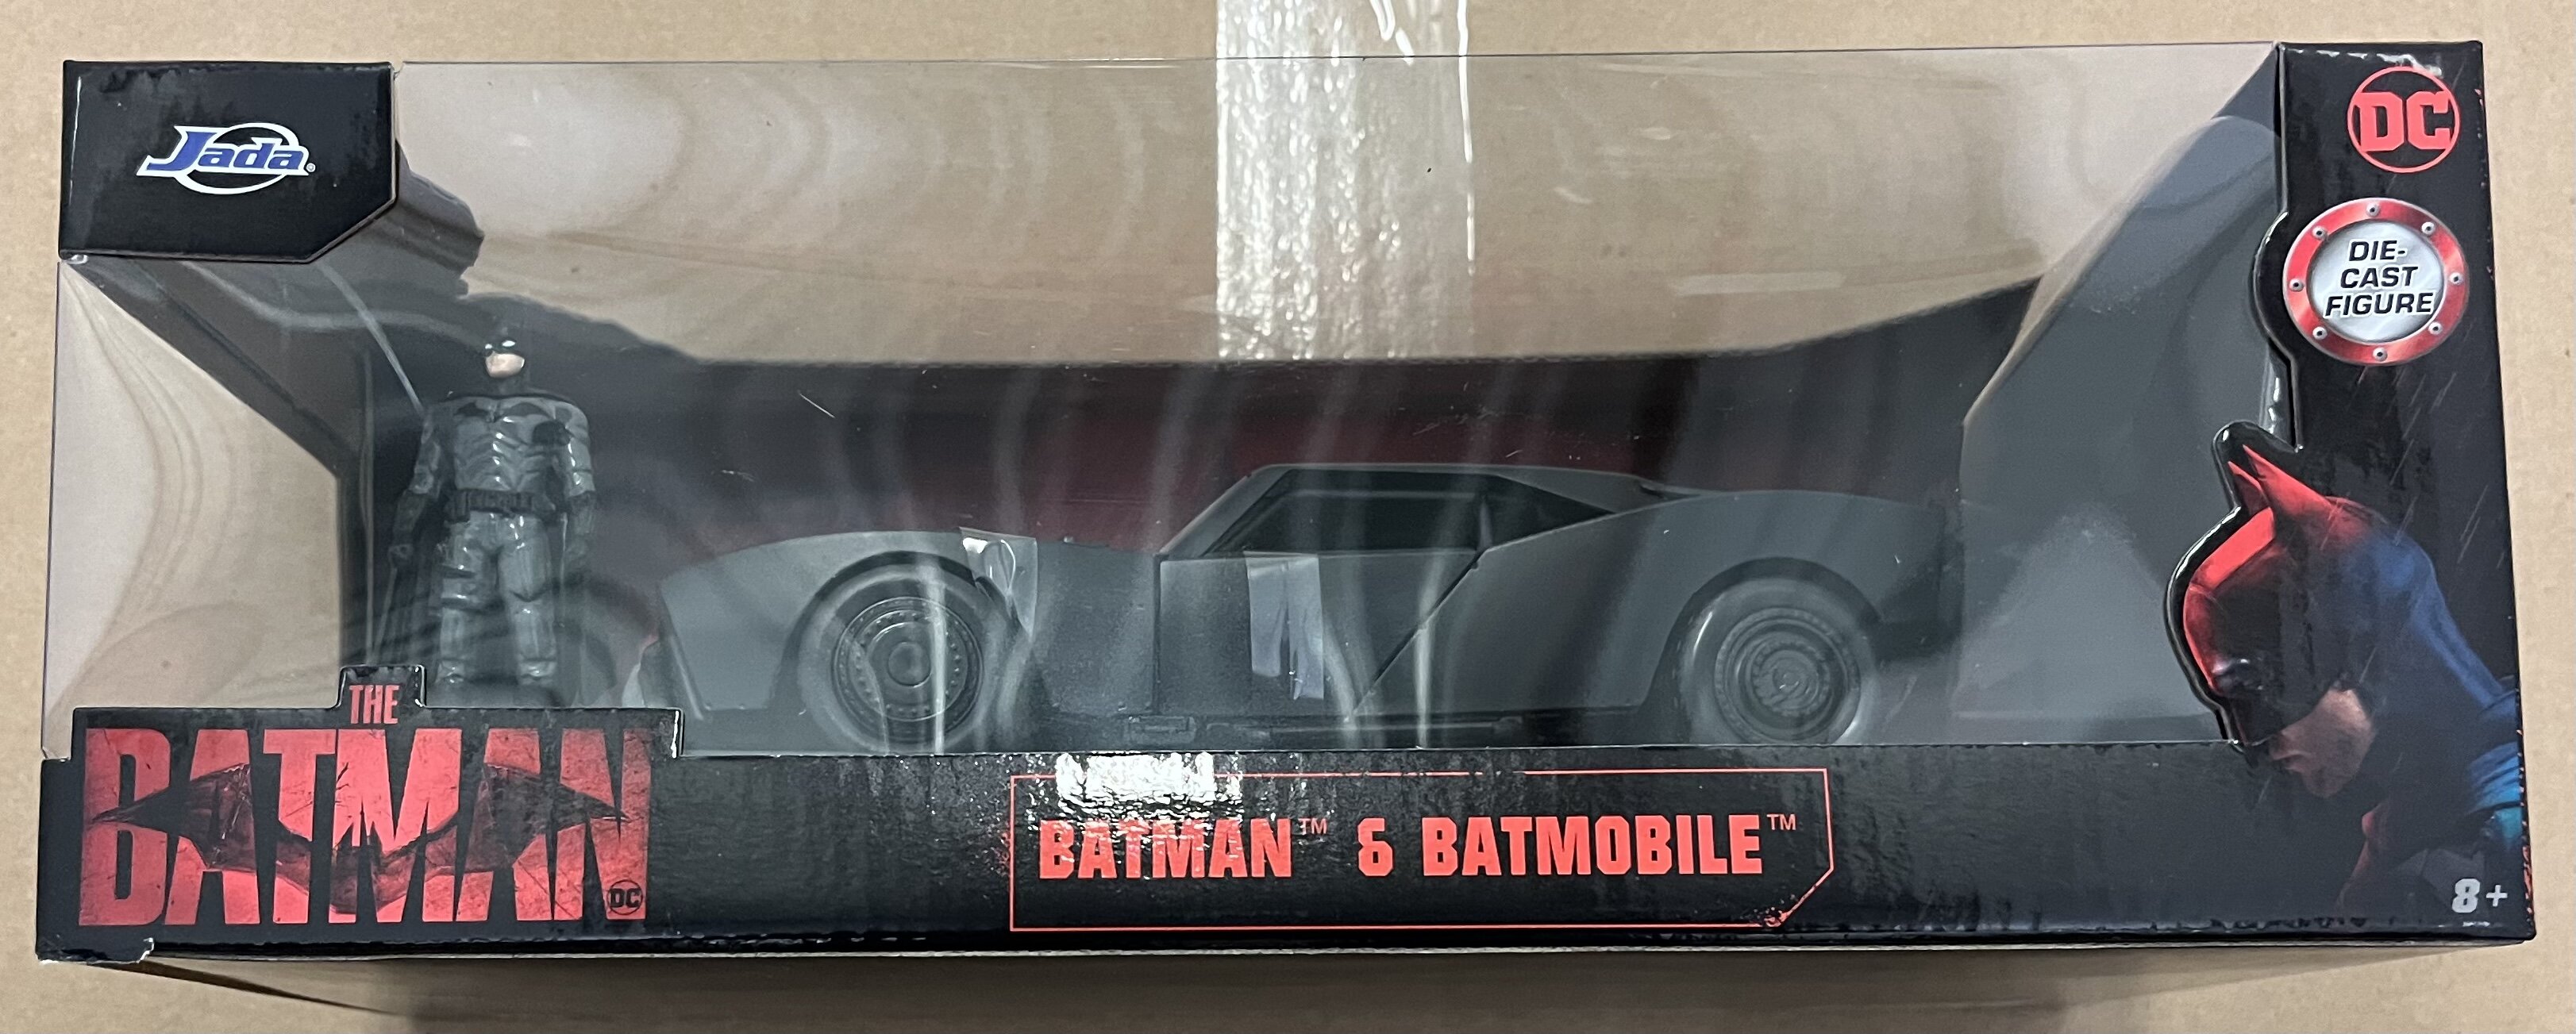 Jada®
DC
DIE-
CAST
FIGURE
THE
BATMAN
DC
BATMAN™ & BATMOBILE™
8+